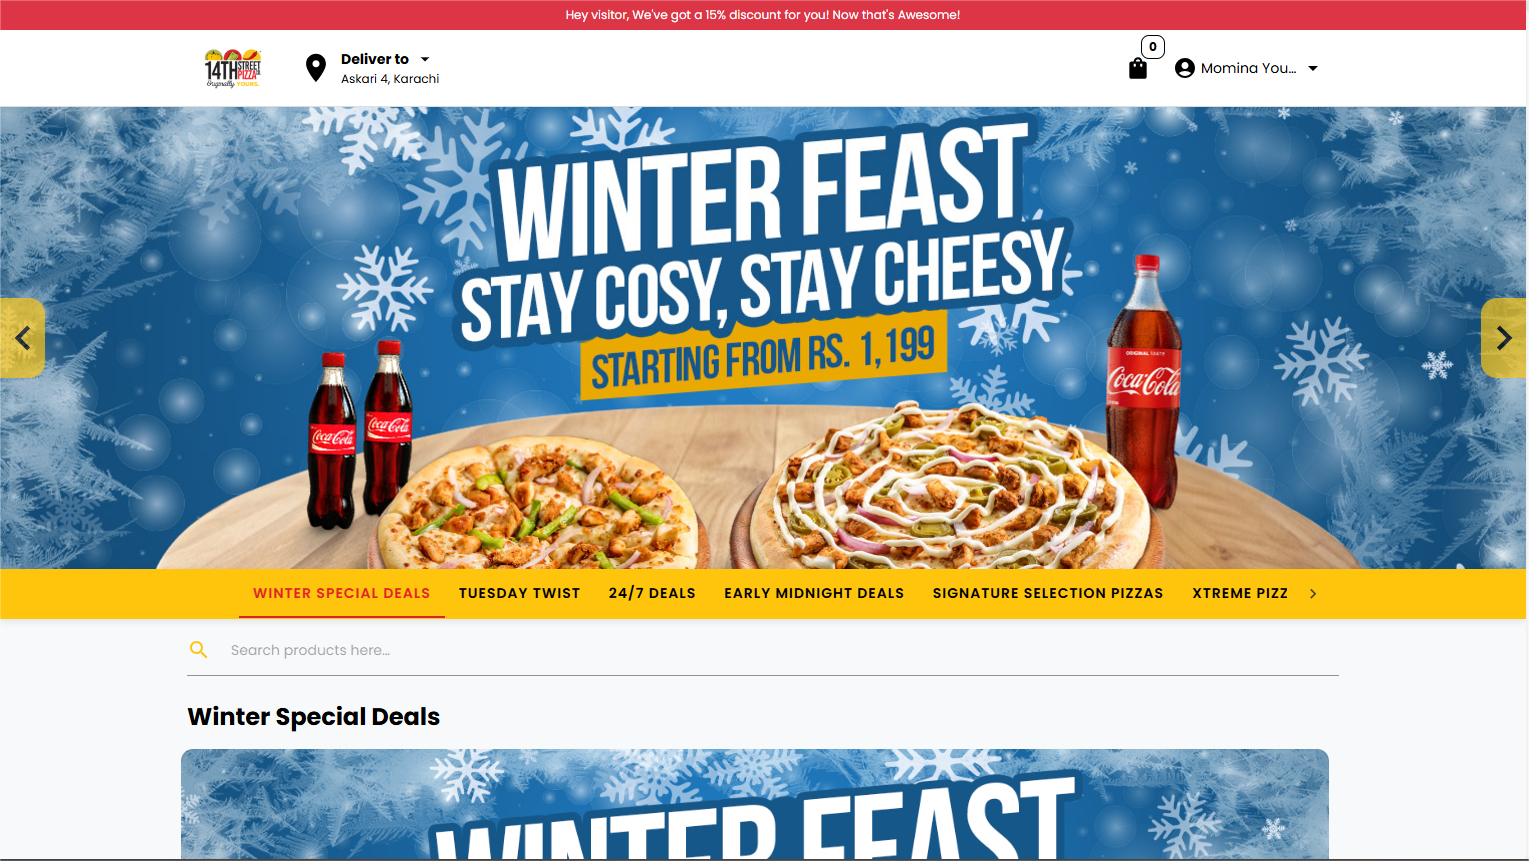 Hey visitor, We've got a 15% discount for you! Now that's Awesome!
14TH STREET PIZZA
Originally YOURS.
Deliver to
Askari 4, Karachi
0
Momina You...
WINTER FEAST
STAY COSY, STAY CHEESY
STARTING FROM RS. 1,199
ORIGINAL TASTE
Coca-Cola
Coca-Cola
Coca-Cola
WINTER SPECIAL DEALS
TUESDAY TWIST
24/7 DEALS
EARLY MIDNIGHT DEALS
SIGNATURE SELECTION PIZZAS
XTREME PIZZ
Search products here...
Winter Special Deals
WINTER FEAST